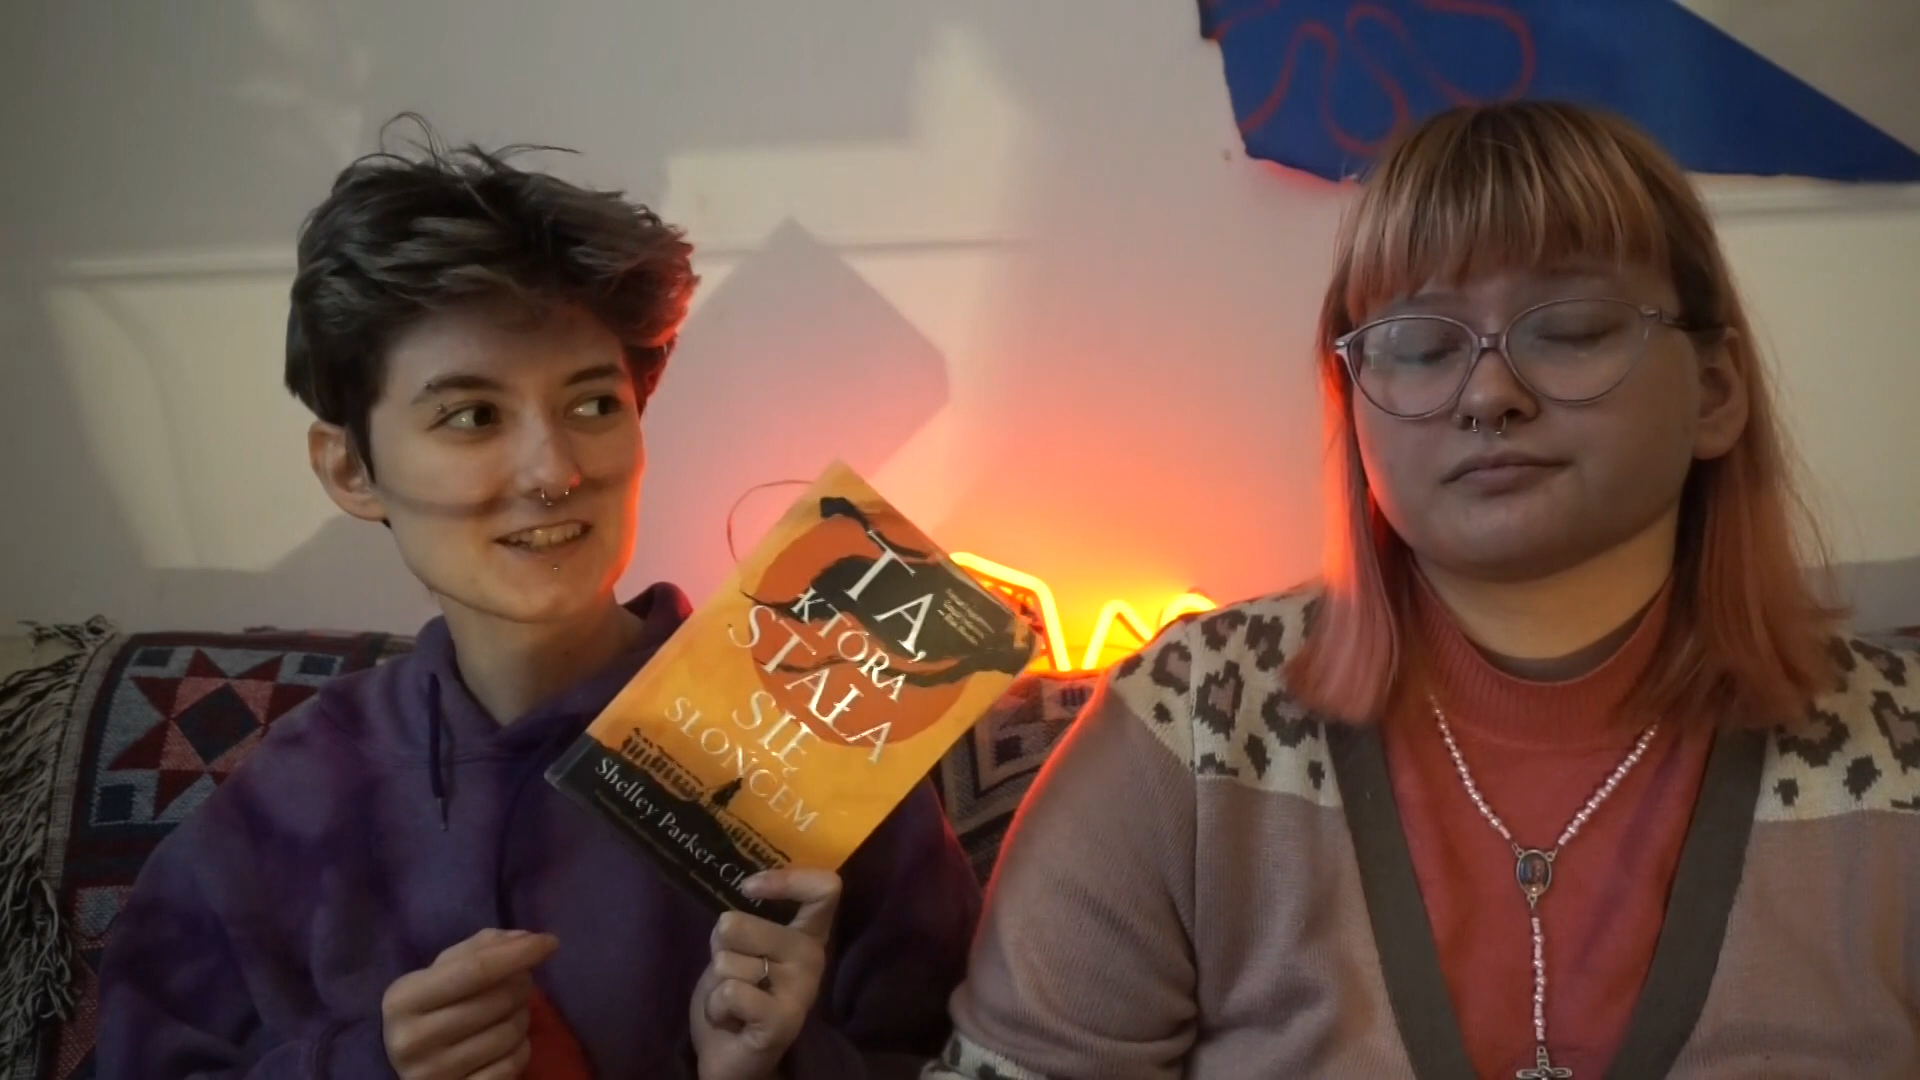 TA,
KTÓRA
STAŁA
SIĘ
SŁOŃCEM
Shelley Parker-Chan